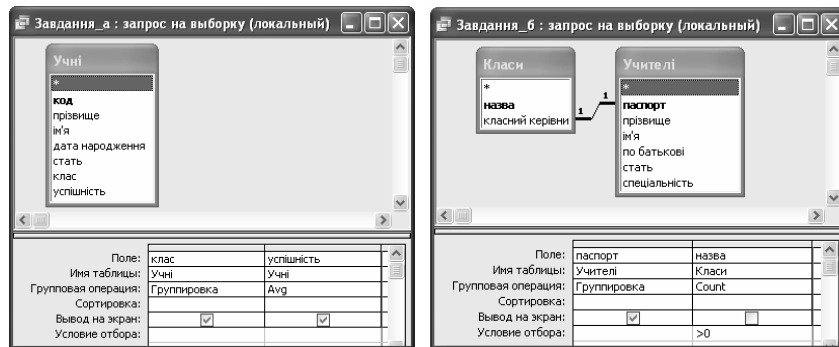 Завдання_а : запрос на выборку (локальный)
Учні
*
код
прізвище
ім'я
дата народження
стать
клас
успішність
Поле: клас успішність
Имя таблицы: Учні Учні
Групповая операция: Группировка Avg
Сортировка:
Вывод на экран:
Условие отбора:
Завдання_б : запрос на выборку (локальный)
Класи
*
назва
класний керівни
1 1
Учителі
*
паспорт
прізвище
ім'я
по батькові
стать
спеціальність
Поле: паспорт назва
Имя таблицы: Учителі Класи
Групповая операция: Группировка Count
Сортировка:
Вывод на экран:
Условие отбора: >0